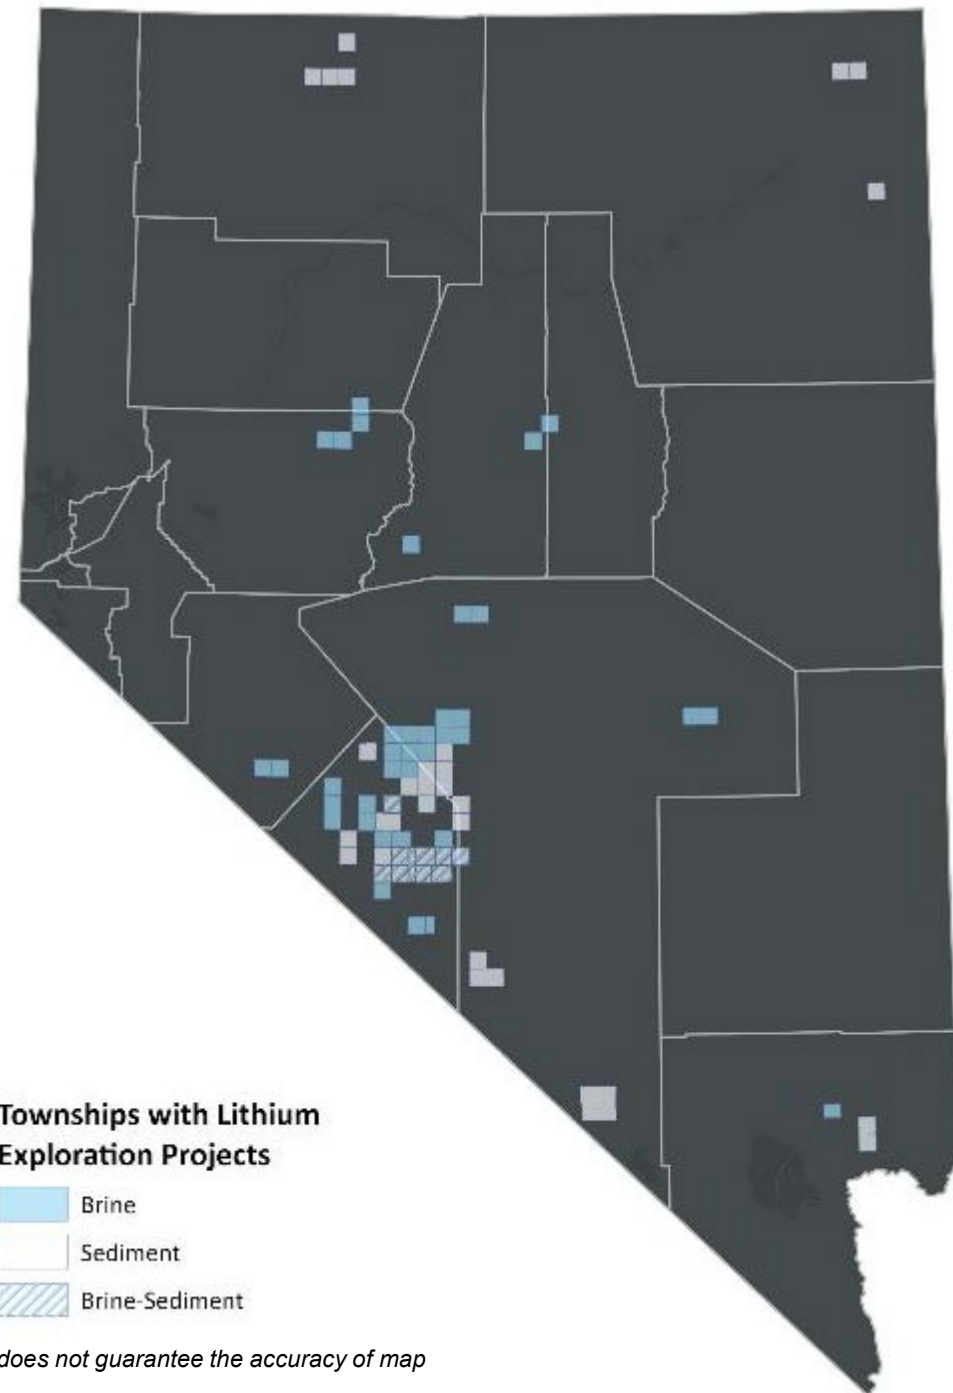 Townships with Lithium
Exploration Projects
Brine
Sediment
Brine-Sediment
does not guarantee the accuracy of map